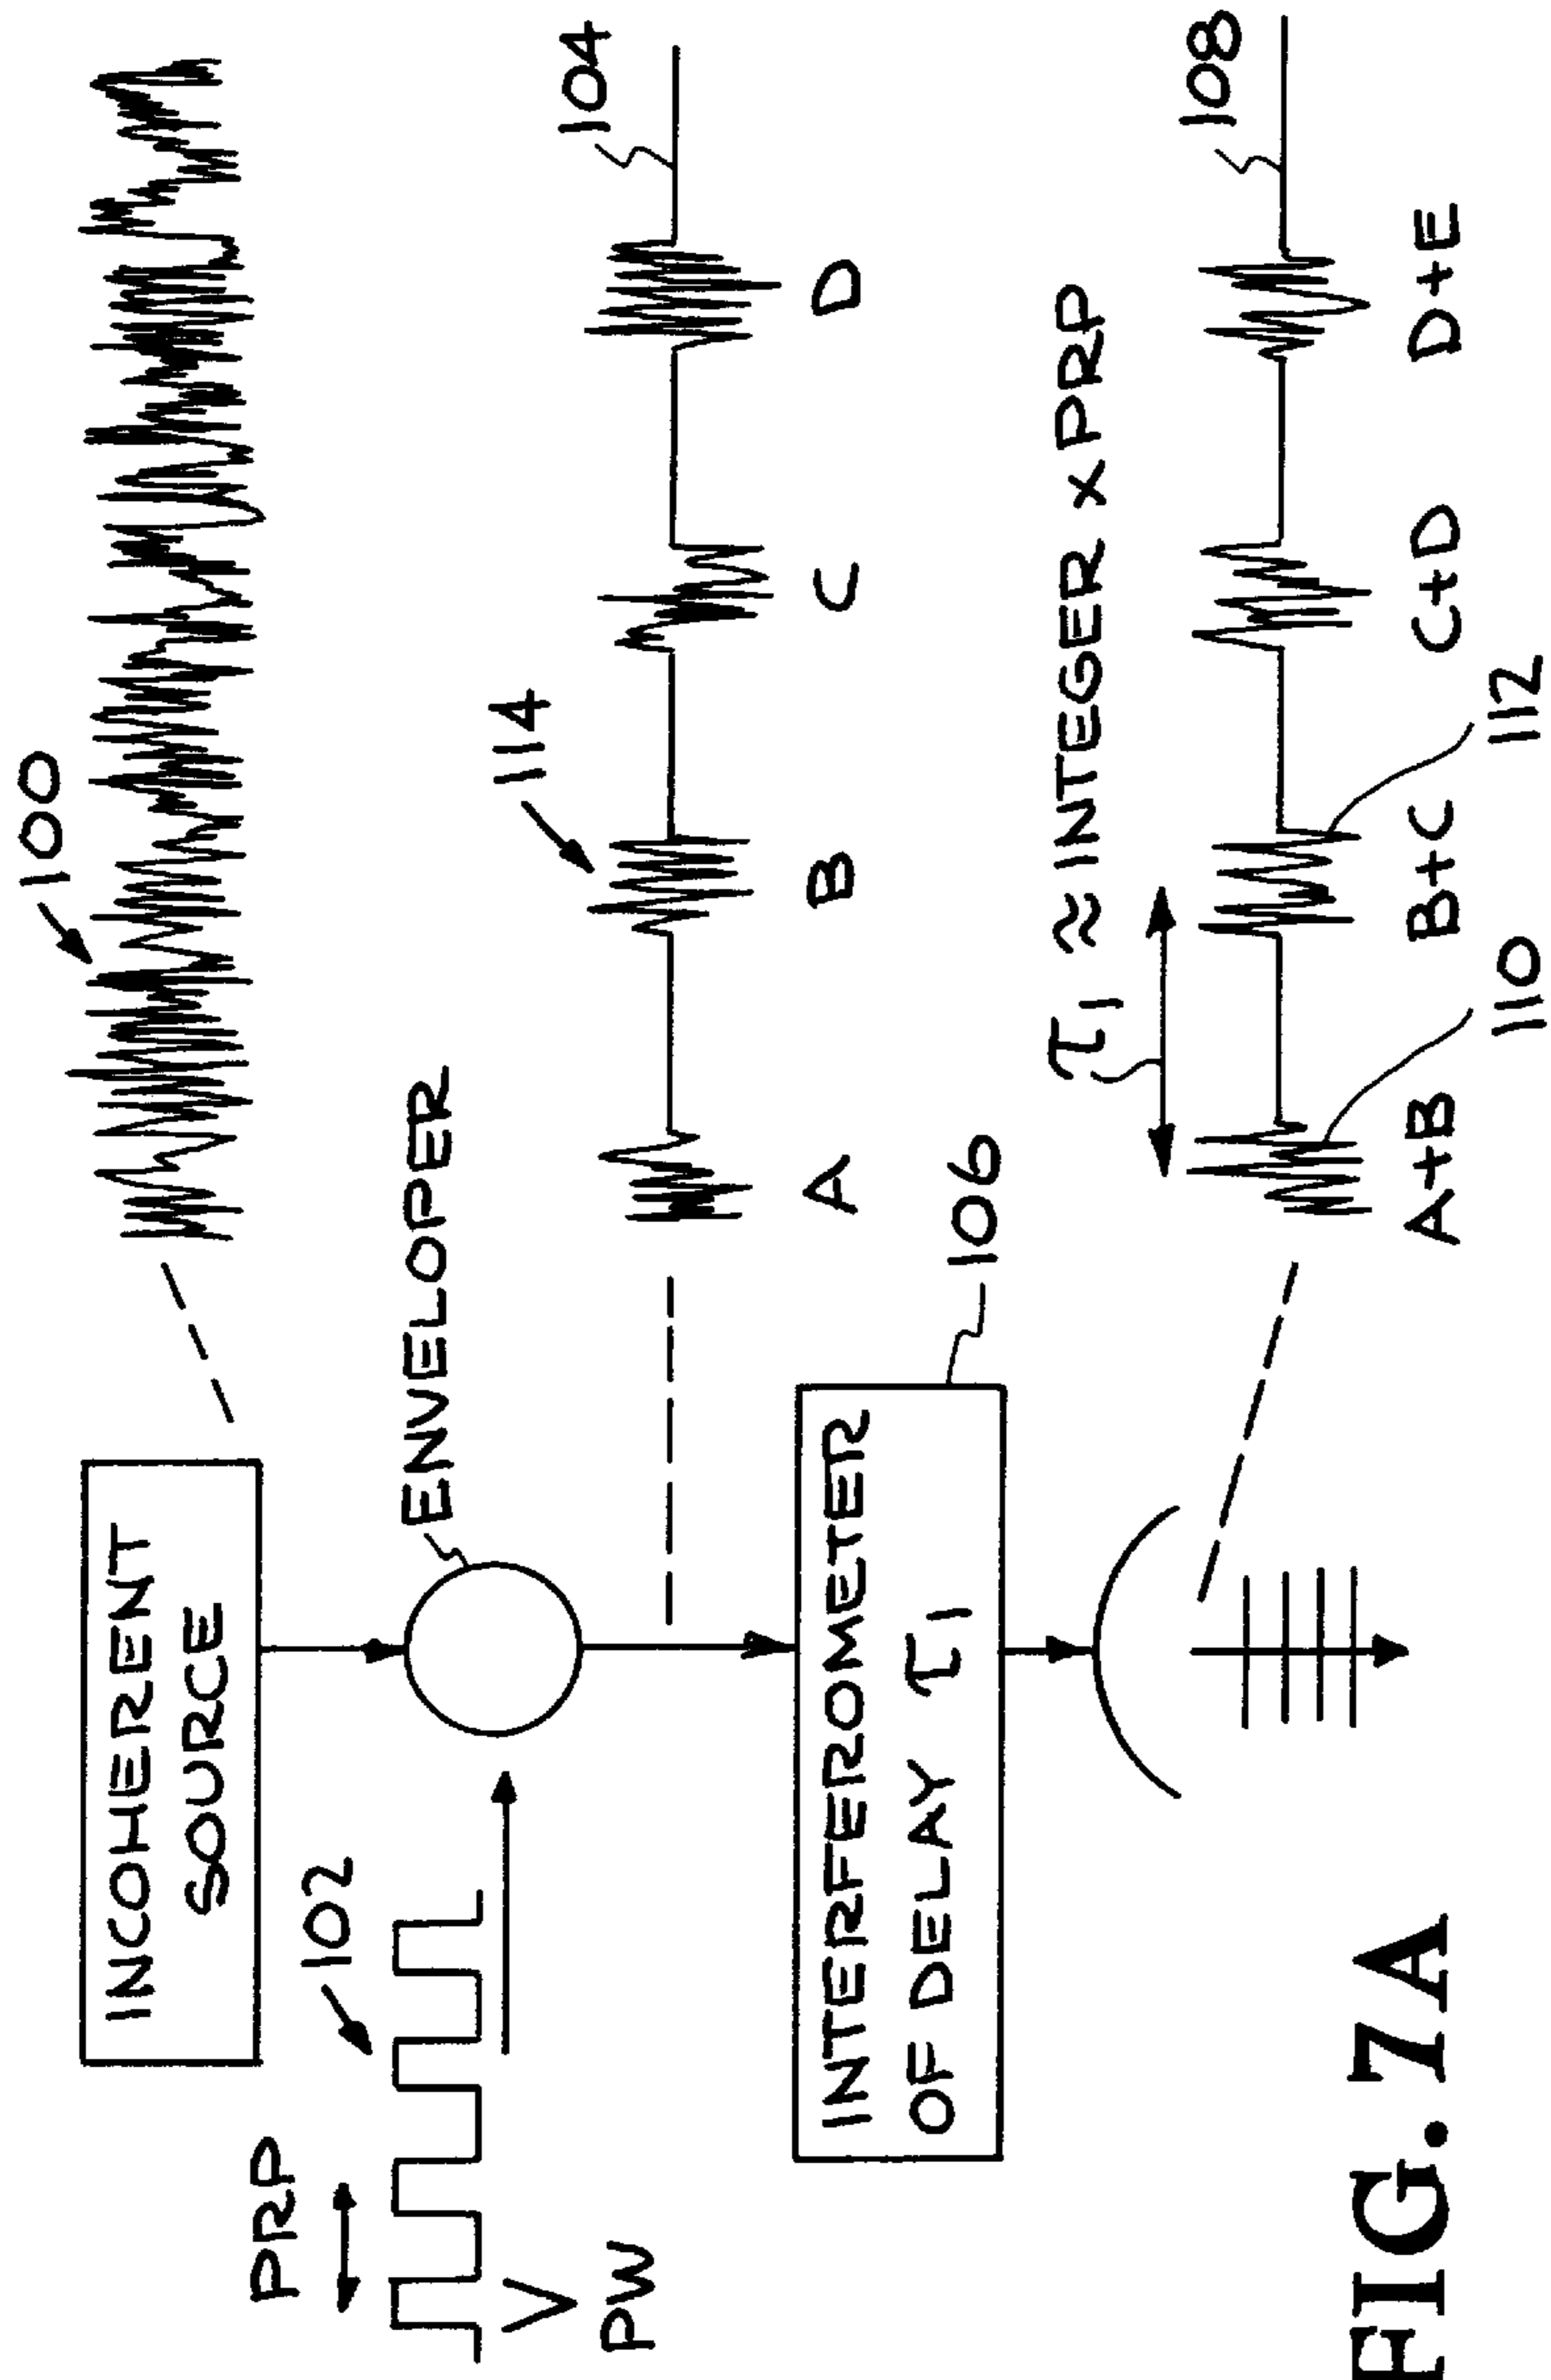 100
INCOHERENT
SOURCE
PRP
102
PW
ENVELOPER
104
114
A
B
C
D
INTERFEROMETER
OF DELAY τ1
106
τ1 ≈ INTEGER × PRP
108
A+B
B+C
C+D
D+E
110
112
FIG. 7A